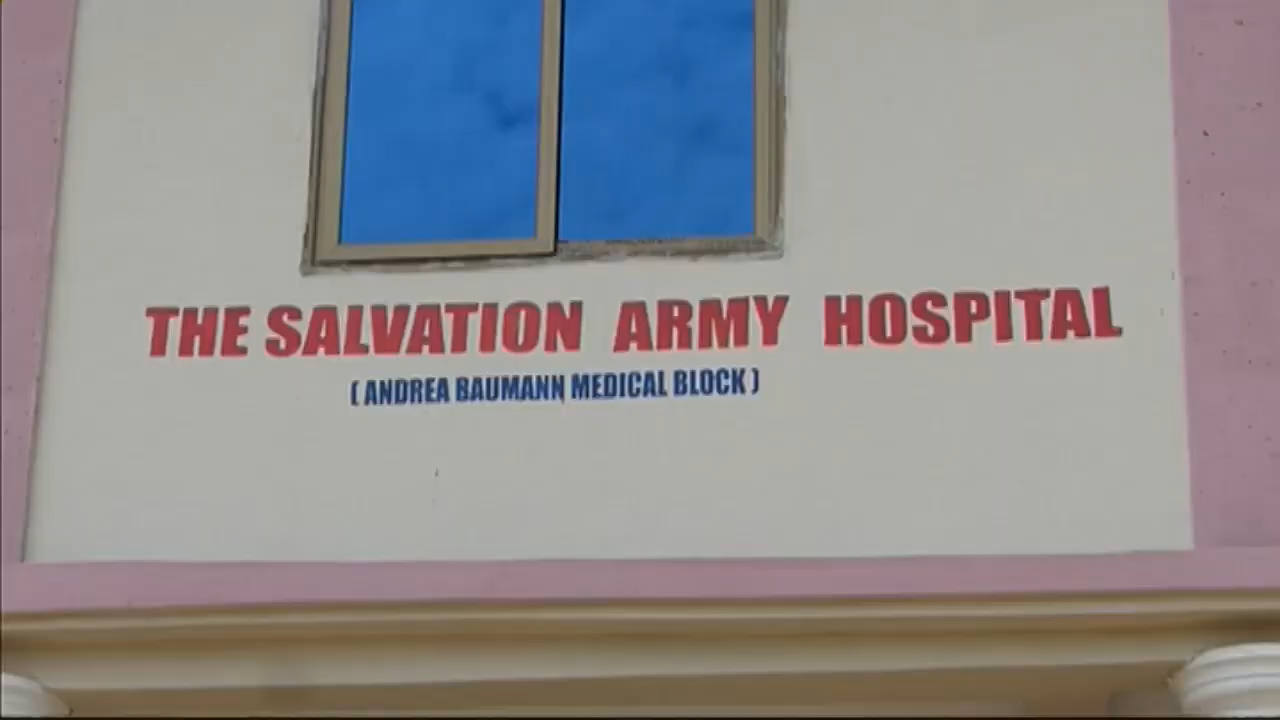 THE SALVATION ARMY HOSPITAL
( ANDREA BAUMANN MEDICAL BLOCK )